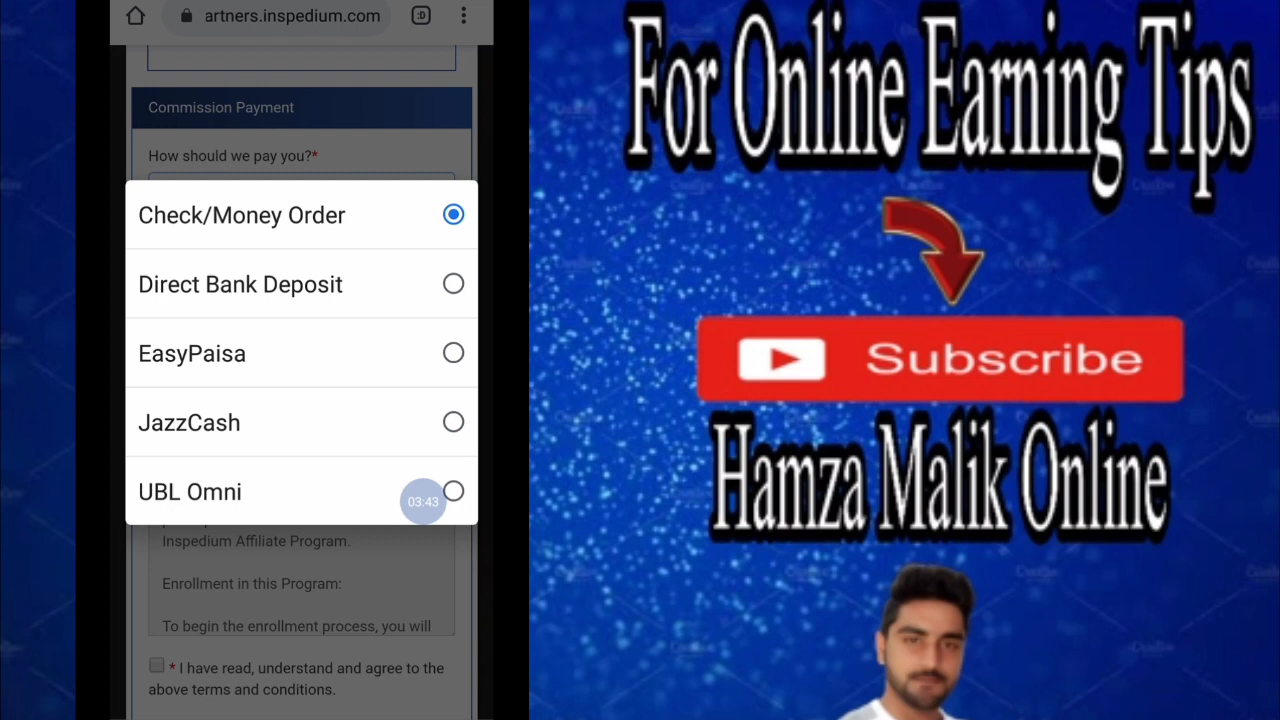 artners.inspedium.com
:D
Commission Payment
How should we pay you?*
Check/Money Order
Direct Bank Deposit
EasyPaisa
JazzCash
UBL Omni
03:43
Inspedium Affiliate Program.
Enrollment in this Program:
To begin the enrollment process, you will
* I have read, understand and agree to the
above terms and conditions.
For Online Earning Tips
Subscribe
Hamza Malik Online